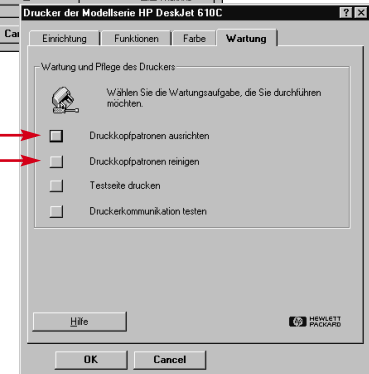 Drucker der Modellserie HP DeskJet 610C
Einrichtung Funktionen Farbe Wartung
Wartung und Pflege des Druckers
Wählen Sie die Wartungsaufgabe, die Sie durchführen
möchten.
Druckkopfpatronen ausrichten
Druckkopfpatronen reinigen
Testseite drucken
Druckerkommunikation testen
Hilfe
HEWLETT
PACKARD
OK Cancel